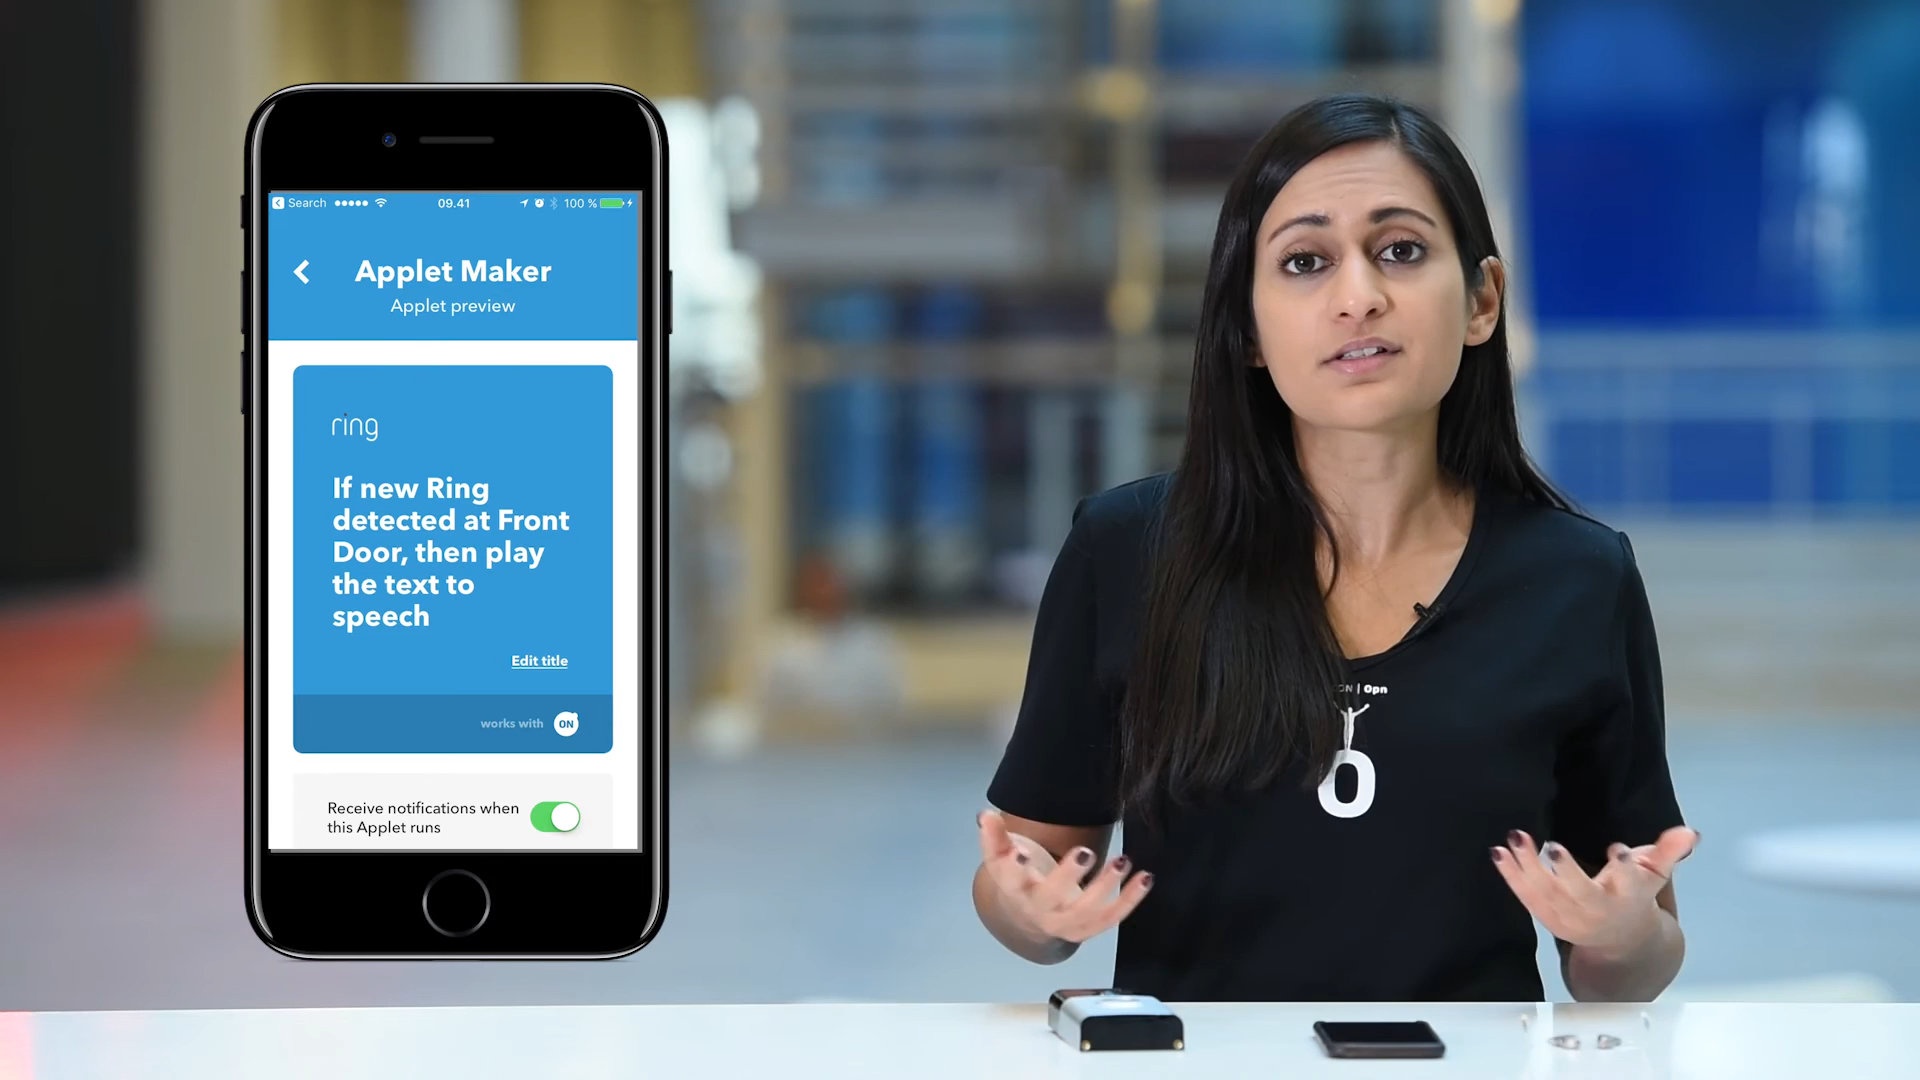 Search 09.41 100 %
Applet Maker
Applet preview
ring
If new Ring
detected at Front
Door, then play
the text to
speech
Edit title
works with ON
Receive notifications when
this Applet runs
| Opn